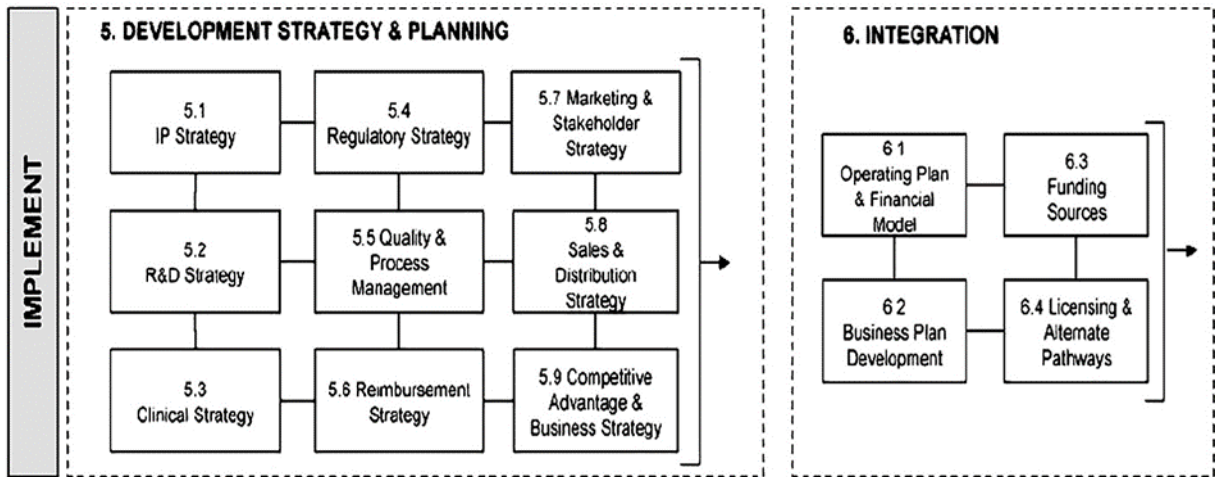 IMPLEMENT
5. DEVELOPMENT STRATEGY & PLANNING
5.1
IP Strategy
5.4
Regulatory Strategy
5.7 Marketing &
Stakeholder
Strategy
5.2
R&D Strategy
5.5 Quality &
Process
Management
5.8
Sales &
Distribution
Strategy
5.3
Clinical Strategy
5.6 Reimbursement
Strategy
5.9 Competitive
Advantage &
Business Strategy
6. INTEGRATION
6 1
Operating Plan
& Financial
Model
6.3
Funding
Sources
6 2
Business Plan
Development
6.4 Licensing &
Alternate
Pathways